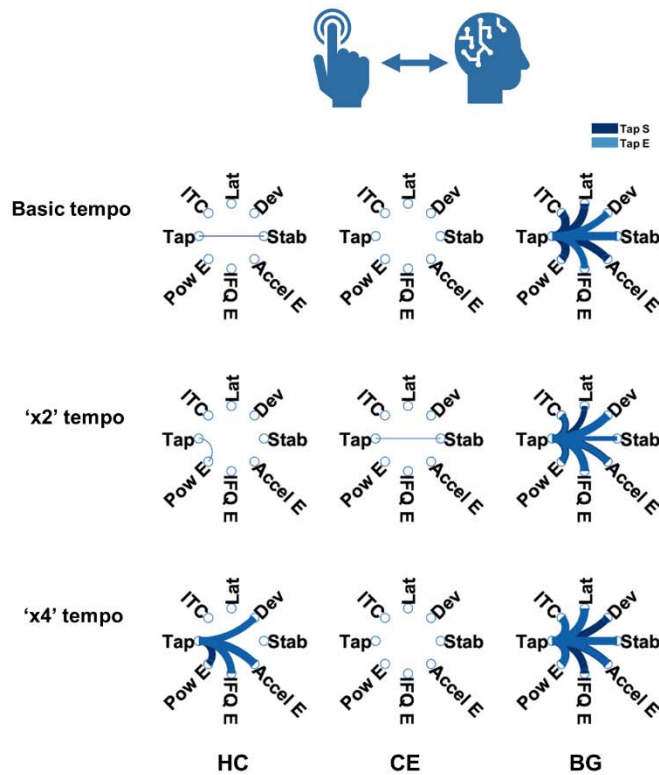 Tap S
Tap E
Basic tempo
ITC Lat Dev Tap Stab Pow E IFQ E Accel E
ITC Lat Dev Tap Stab Pow E IFQ E Accel E
ITC Lat Dev Tap Stab Pow E IFQ E Accel E
'x2' tempo
ITC Lat Dev Tap Stab Pow E IFQ E Accel E
ITC Lat Dev Tap Stab Pow E IFQ E Accel E
ITC Lat Dev Tap Stab Pow E IFQ E Accel E
'x4' tempo
ITC Lat Dev Tap Stab Pow E IFQ E Accel E
ITC Lat Dev Tap Stab Pow E IFQ E Accel E
ITC Lat Dev Tap Stab Pow E IFQ E Accel E
HC CE BG